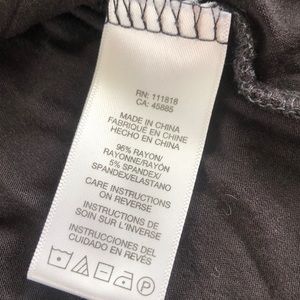 RN: 111818
CA: 45885
MADE IN CHINA
FABRIQUÉ EN CHINE
HECHO EN CHINA
96% RAYON/
RAYONNE/RAYÓN
5% SPANDEX/
SPANDEX/ELASTANO
CARE INSTRUCTIONS
ON REVERSE
INSTRUCTIONS DE
SOIN SUR L'INVERSE
INSTRUCCIONES DEL
CUIDADO EN REVÉS